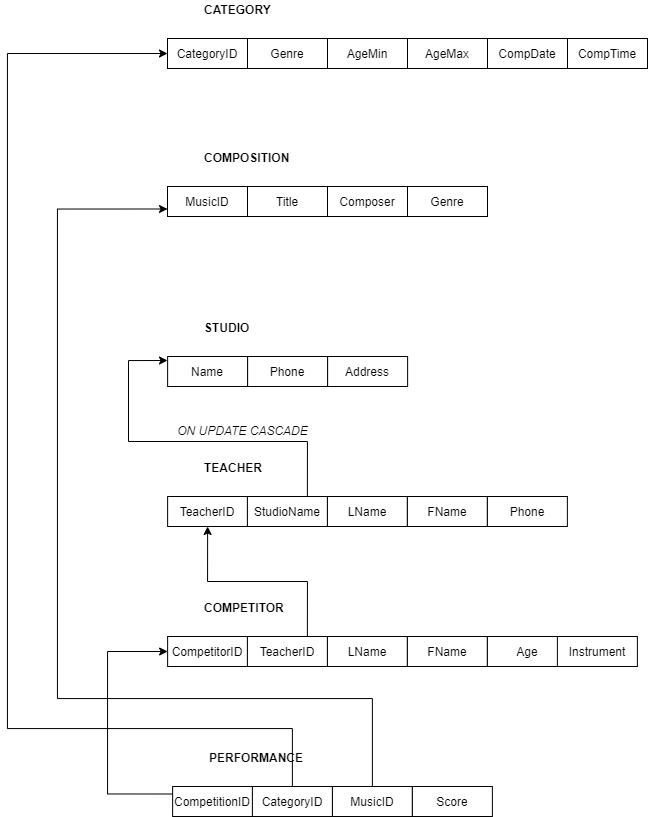 CATEGORY
CategoryID Genre AgeMin AgeMax CompDate CompTime
COMPOSITION
MusicID Title Composer Genre
STUDIO
Name Phone Address
ON UPDATE CASCADE
TEACHER
TeacherID StudioName LName FName Phone
COMPETITOR
CompetitorID TeacherID LName FName Age Instrument
PERFORMANCE
CompetitionID CategoryID MusicID Score